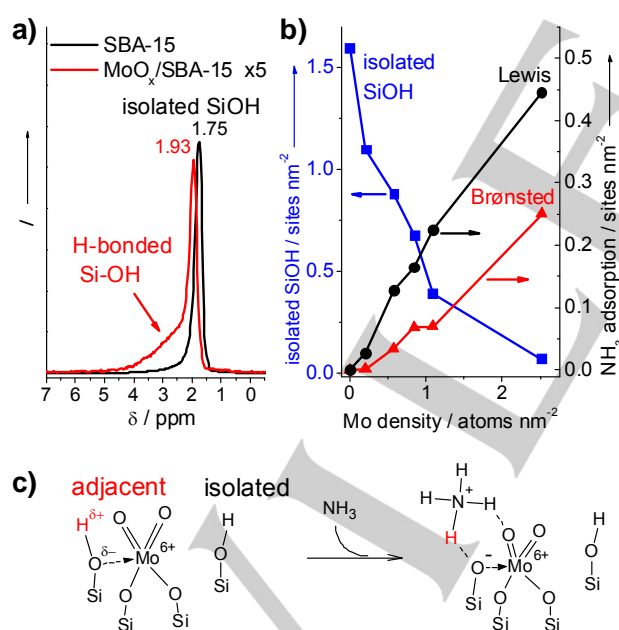 a)
SBA-15
MoOx/SBA-15 x5
isolated SiOH
1.93
1.75
H-bonded
Si-OH
I
7 6 5 4 3 2 1 0
δ / ppm
b)
isolated
SiOH
Lewis
Brønsted
isolated SiOH / sites nm-2
1.5
1.0
0.5
0.0
0 1 2
Mo density / atoms nm-2
0.5
0.4
0.3
0.2
0.1
0.0
NH3 adsorption / sites nm-2
c)
adjacent
isolated
H δ+
O δ−
O O
Mo 6+
H
O
Si
O O
Si Si
NH3
H
H N + H
H
O −
O O
Mo 6+
H
O
Si
O O
Si Si
Si